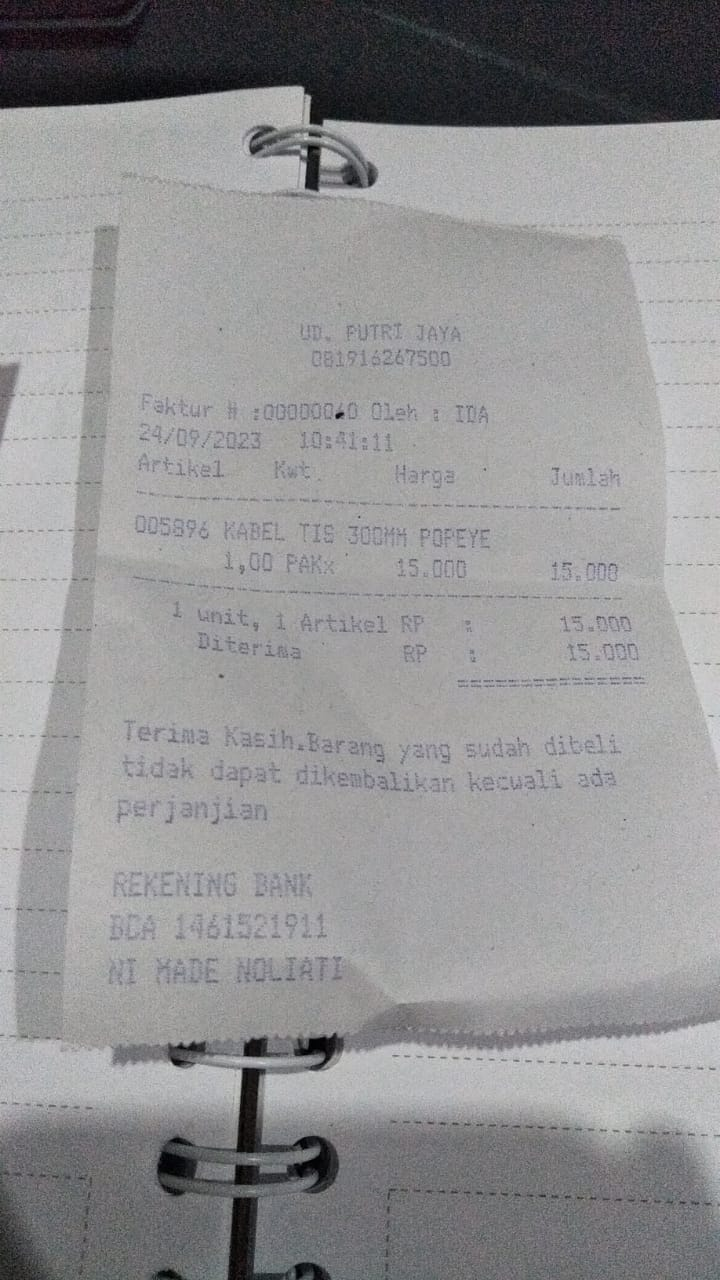 UD. PUTRI JAYA
081916267500
Faktur # :00000060 Oleh : IDA
24/09/2023 10:41:11
Artikel Kwt. Harga Jumlah
005896 KABEL TIS 300MM POPEYE
1,00 PAKx 15.000 15.000
1 unit, 1 Artikel RP : 15.000
Diterima RP : 15.000
Terima Kasih.Barang yang sudah dibeli
tidak dapat dikembalikan kecuali ada
perjanjian
REKENING BANK
BCA 1461521911
NI MADE NOLIATI